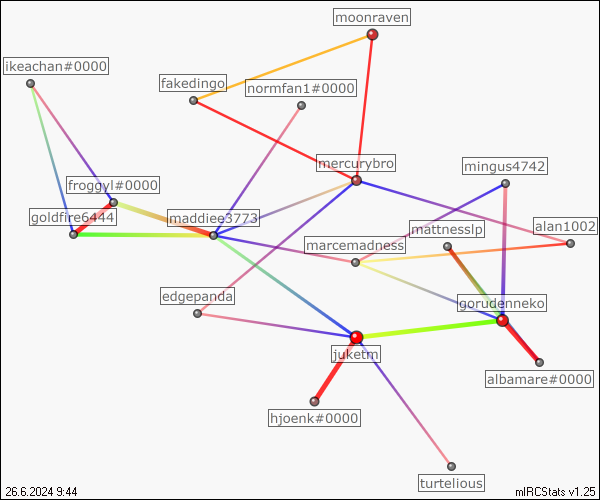 moonraven
ikeachan#0000
fakedingo
normfan1#0000
mercurybro
mingus4742
froggyl#0000
goldfire6444
maddiee3773
mattnesslp
alan1002
marcemadness
edgepanda
gorudenneko
juketm
albamare#0000
hjoenk#0000
turtelious
26.6.2024 9:44
mIRCStats v1.25